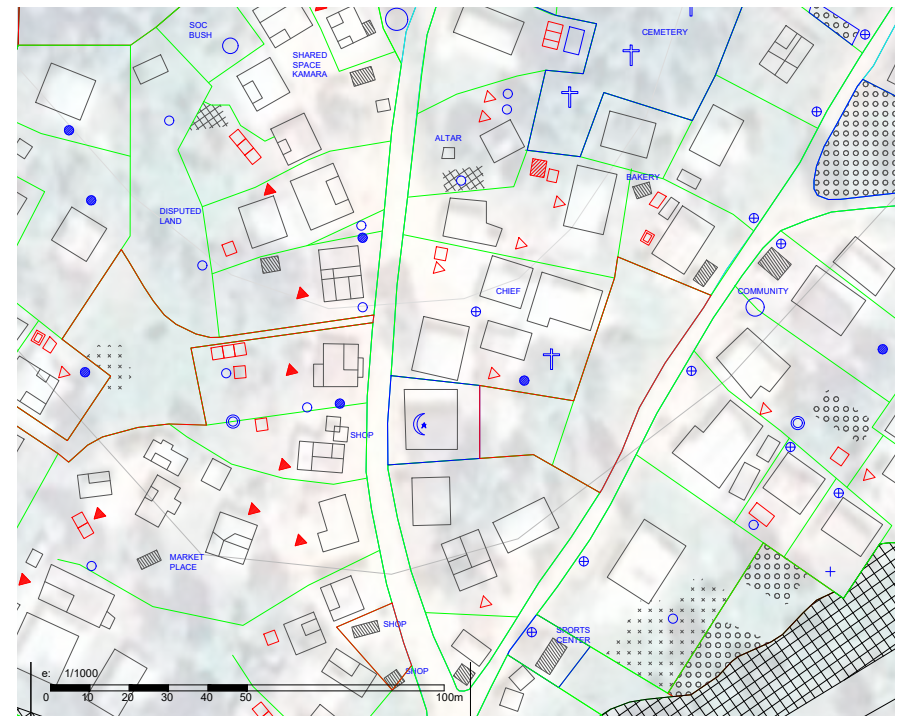 SOC
BUSH
CEMETERY
SHARED
SPACE
KAMARA
ALTAR
BAKERY
DISPUTED
LAND
CHIEF
COMMUNITY
SHOP
MARKET
PLACE
SHOP
SPORTS
CENTER
SHOP
e: 1/1000
0 10 20 30 40 50 100m